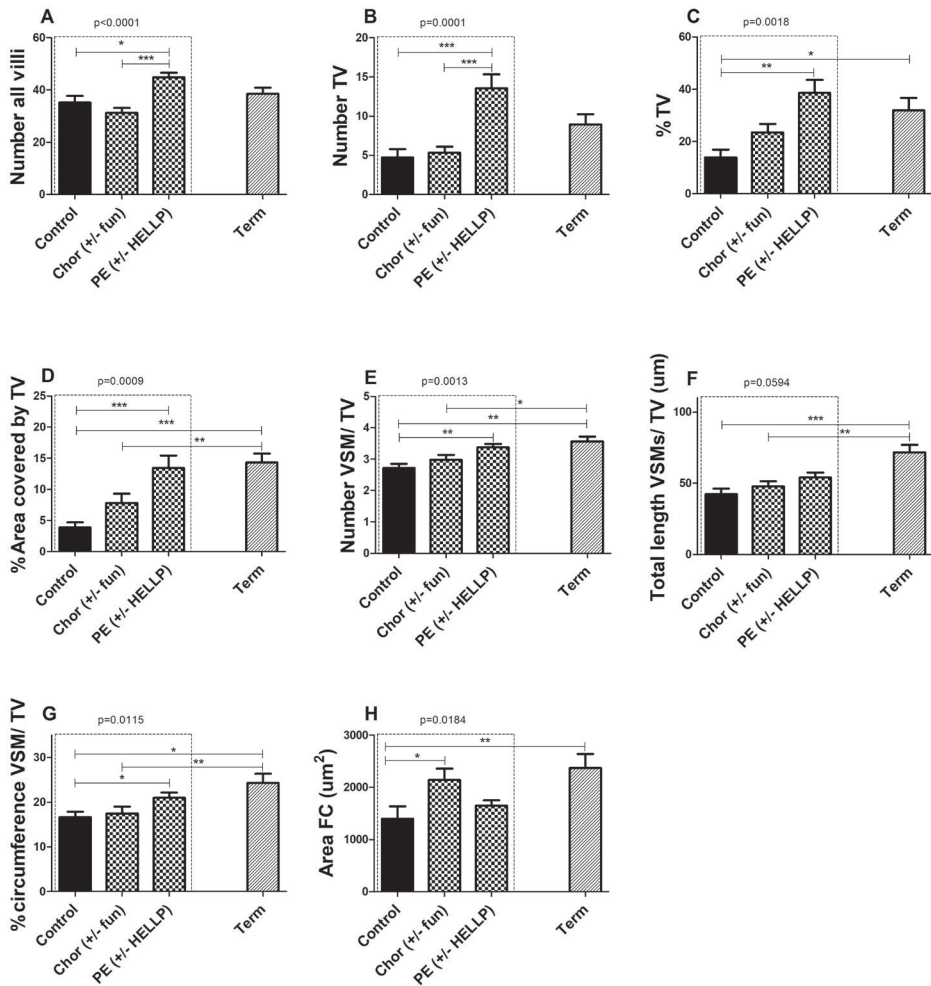 A
p<0.0001
Number all villi
60
40
20
0
*
***
Control
Chor (+/- fun)
PE (+/- HELLP)
Term
B
p=0.0001
Number TV
20
15
10
5
0
***
***
Control
Chor (+/- fun)
PE (+/- HELLP)
Term
C
p=0.0018
% TV
60
40
20
0
*
**
Control
Chor (+/- fun)
PE (+/- HELLP)
Term
D
p=0.0009
%Area covered by TV
25
20
15
10
5
0
***
***
**
Control
Chor (+/- fun)
PE (+/- HELLP)
Term
E
p=0.0013
Number VSM/ TV
5
4
3
2
1
0
*
**
**
Control
Chor (+/- fun)
PE (+/- HELLP)
Term
F
p=0.0594
Total length VSMs/ TV (um)
100
50
0
***
**
Control
Chor (+/- fun)
PE (+/- HELLP)
Term
G
p=0.0115
%circumference VSM/ TV
30
20
10
0
*
**
*
Control
Chor (+/- fun)
PE (+/- HELLP)
Term
H
p=0.0184
Area FC (um²)
3000
2000
1000
0
**
*
Control
Chor (+/- fun)
PE (+/- HELLP)
Term